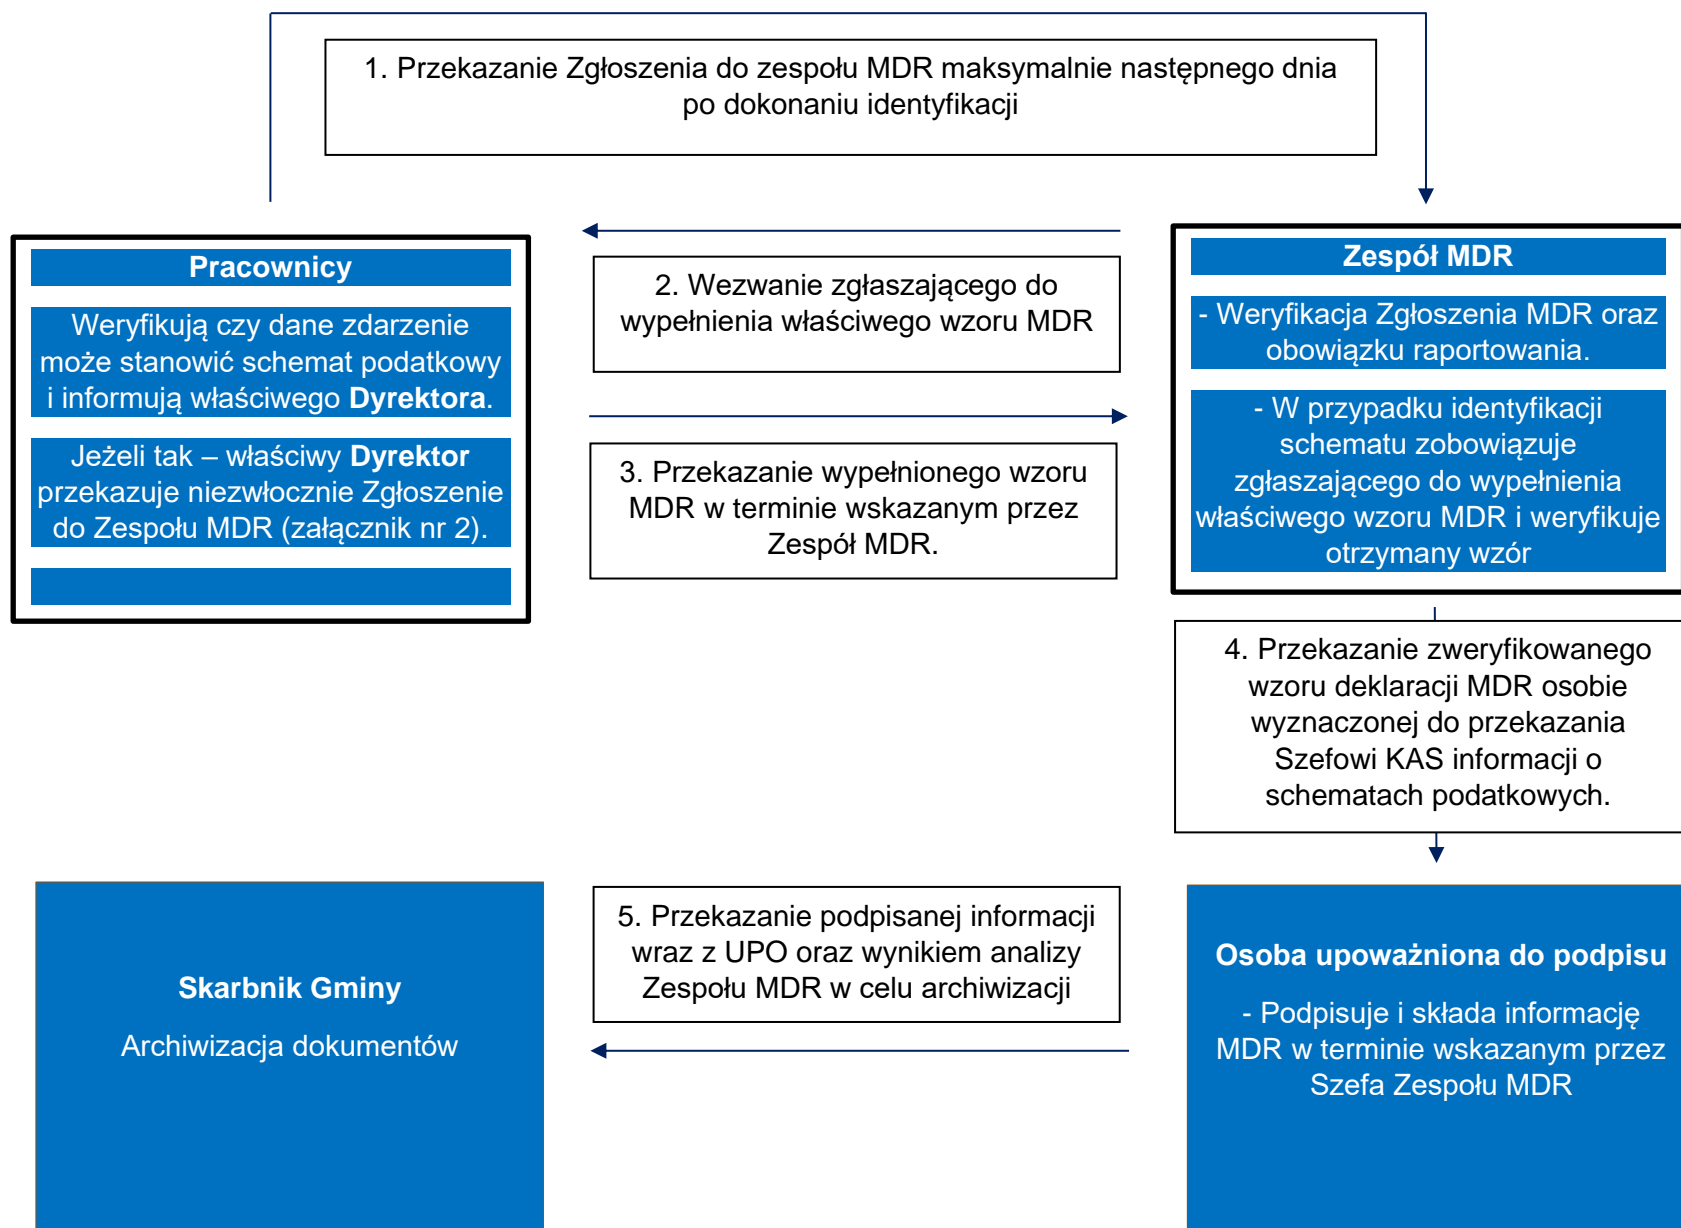 1. Przekazanie Zgłoszenia do zespołu MDR maksymalnie następnego dnia
po dokonaniu identyfikacji
Pracownicy
Weryfikują czy dane zdarzenie
może stanowić schemat podatkowy
i informują właściwego Dyrektora.
Jeżeli tak – właściwy Dyrektor
przekazuje niezwłocznie Zgłoszenie
do Zespołu MDR (załącznik nr 2).
2. Wezwanie zgłaszającego do
wypełnienia właściwego wzoru MDR
3. Przekazanie wypełnionego wzoru
MDR w terminie wskazanym przez
Zespół MDR.
Zespół MDR
- Weryfikacja Zgłoszenia MDR oraz
obowiązku raportowania.
- W przypadku identyfikacji
schematu zobowiązuje
zgłaszającego do wypełnienia
właściwego wzoru MDR i weryfikuje
otrzymany wzór
4. Przekazanie zweryfikowanego
wzoru deklaracji MDR osobie
wyznaczonej do przekazania
Szefowi KAS informacji o
schematach podatkowych.
Skarbnik Gminy
Archiwizacja dokumentów
5. Przekazanie podpisanej informacji
wraz z UPO oraz wynikiem analizy
Zespołu MDR w celu archiwizacji
Osoba upoważniona do podpisu
- Podpisuje i składa informację
MDR w terminie wskazanym przez
Szefa Zespołu MDR